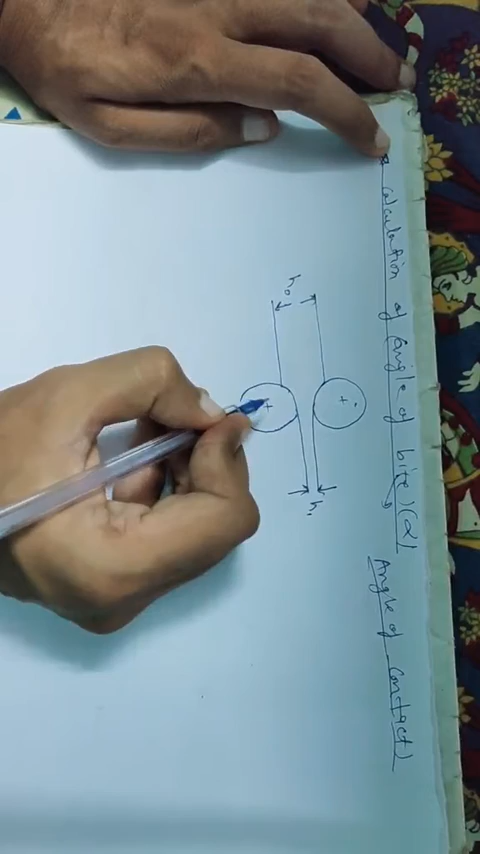 * Calculation of (angle of bite) (α)
Angle of contact)
h₀
h₁